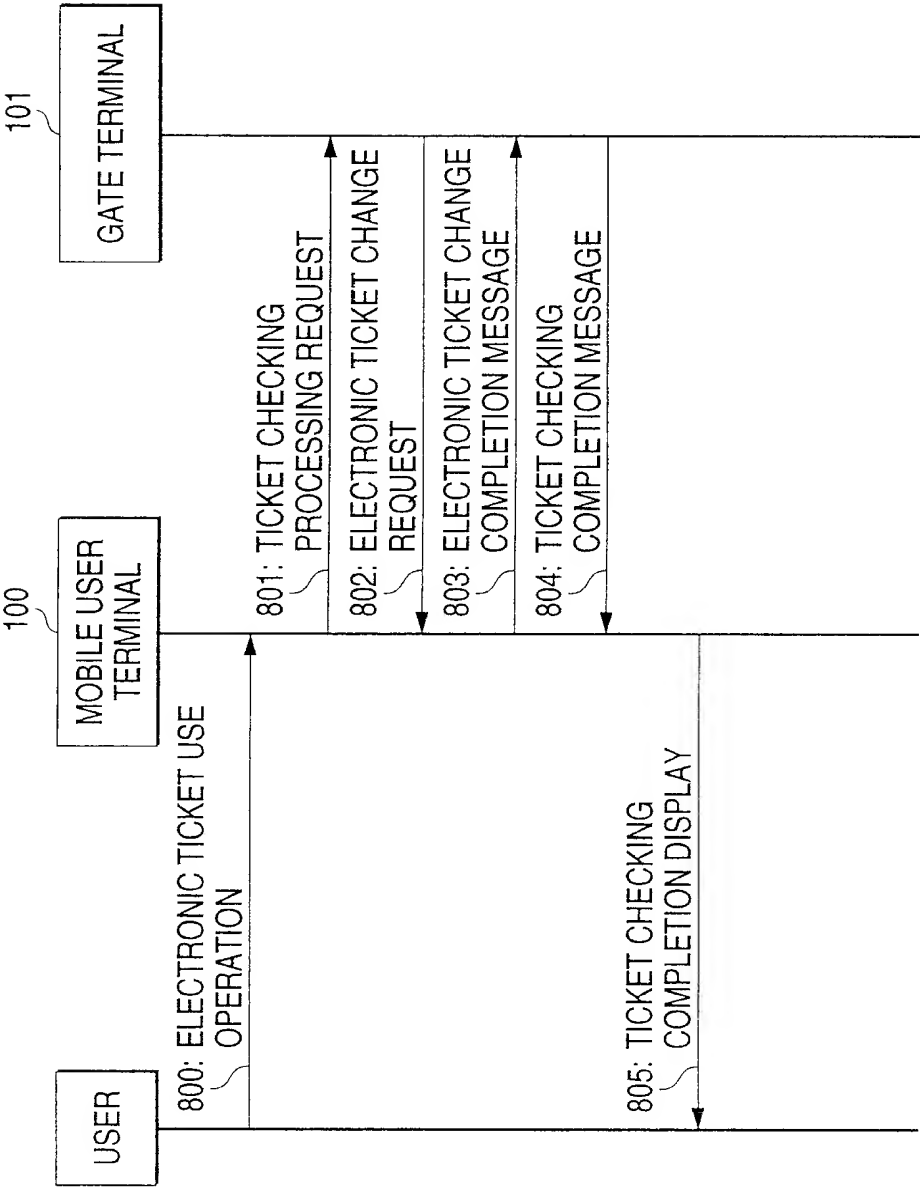 USER
100
MOBILE USER
TERMINAL
101
GATE TERMINAL
800: ELECTRONIC TICKET USE
OPERATION
801: TICKET CHECKING
PROCESSING REQUEST
802: ELECTRONIC TICKET CHANGE
REQUEST
803: ELECTRONIC TICKET CHANGE
COMPLETION MESSAGE
804: TICKET CHECKING
COMPLETION MESSAGE
805: TICKET CHECKING
COMPLETION DISPLAY